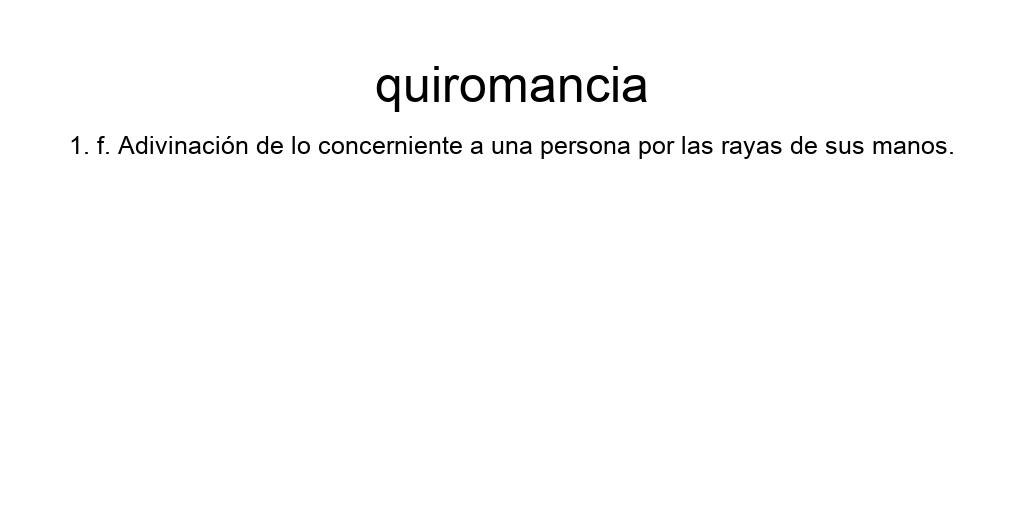 quiromancia
1. f. Adivinación de lo concerniente a una persona por las rayas de sus manos.